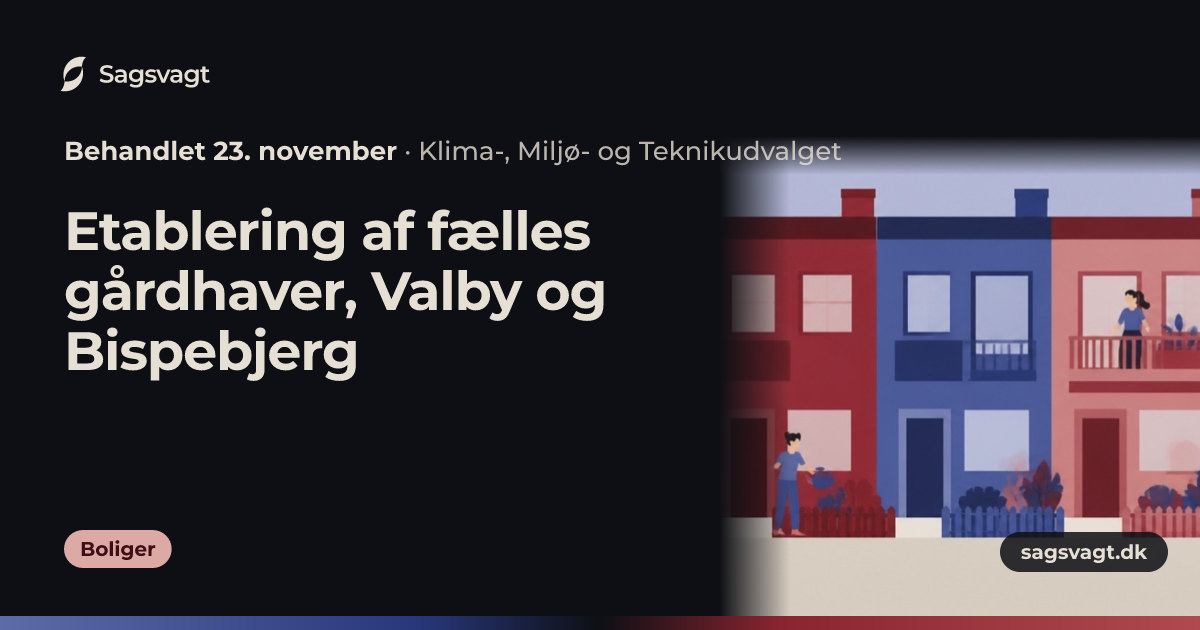 Sagsvagt
Behandlet 23. november · Klima-, Miljø- og Teknikudvalget
Etablering af fælles
gårdhaver, Valby og
Bispebjerg
Boliger
sagsvagt.dk